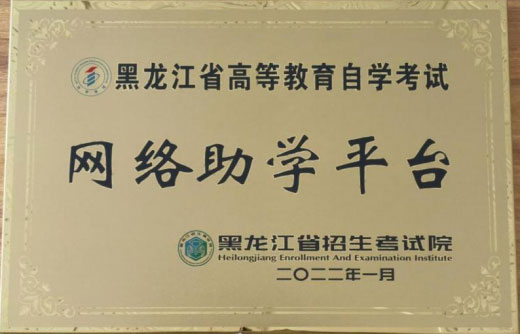 黑龙江省高等教育自学考试
网络助学平台
黑龙江省招生考试院
Heilongjiang Enrollment And Examination Institute
二〇二二年一月